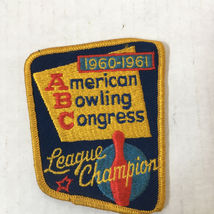 1960-1961
American
Bowling
Congress
League
Champion